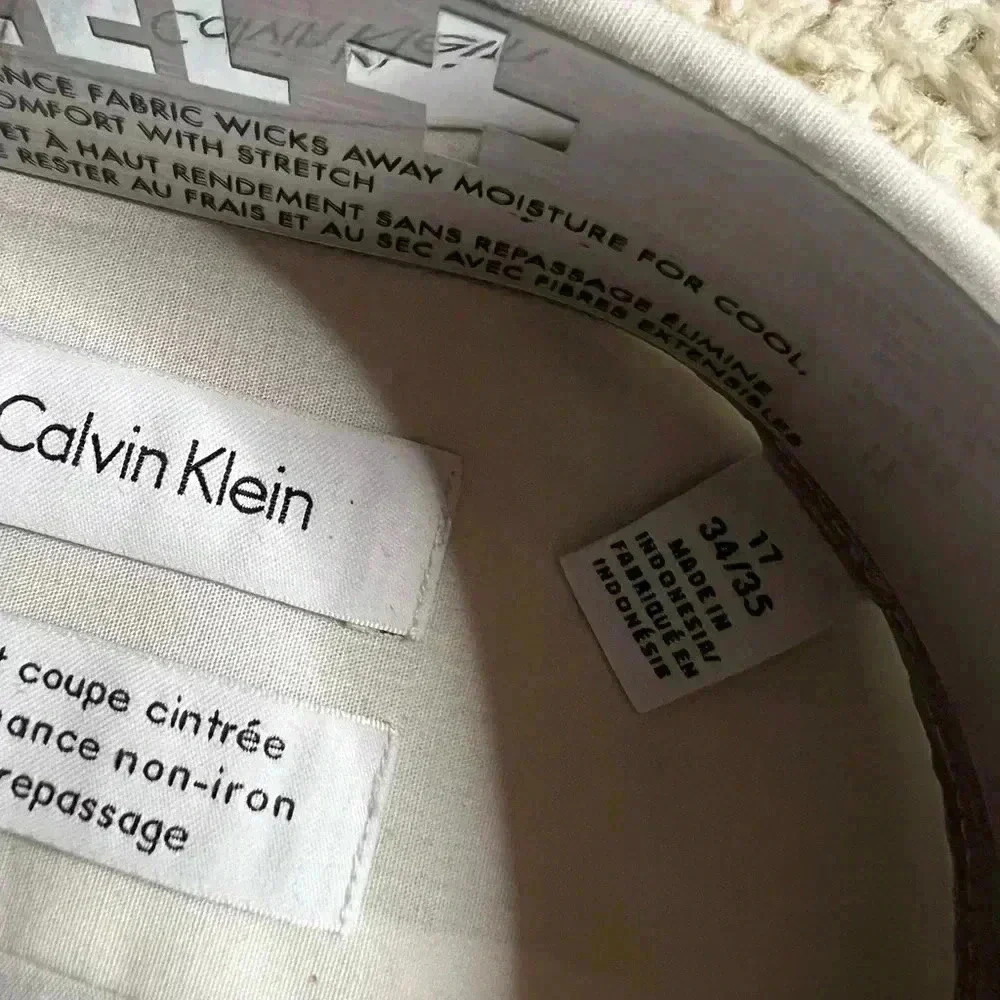 Calvin Klein
ANCE FABRIC WICKS AWAY MOISTURE FOR COOL,
OMFORT WITH STRETCH
ET À HAUT RENDEMENT SANS REPASSAGE ÉLIMINE
RESTER AU FRAIS ET AU SEC AVEC FIBRES EXTENSIBLES
Calvin Klein
coupe cintrée
ance non-iron
repassage
17
34/35
MADE IN
INDONESIA/
FABRIQUÉ EN
INDONÉSIE